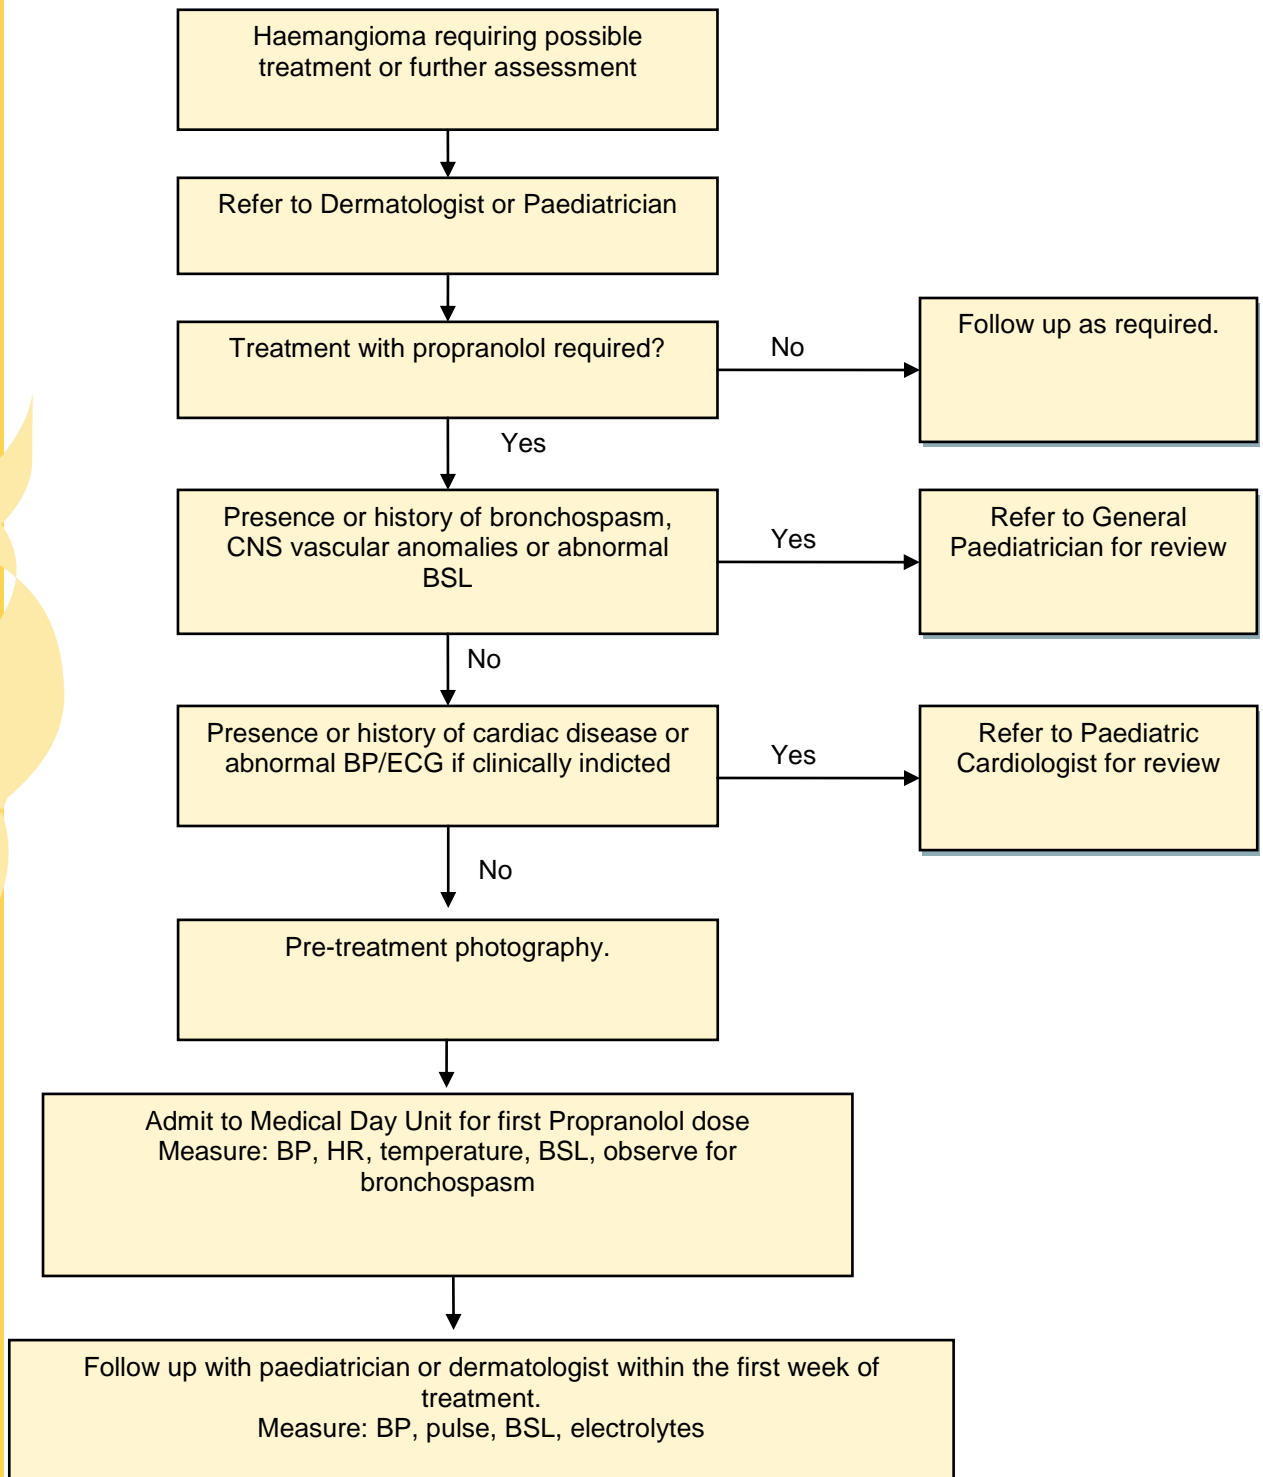 Haemangioma requiring possible
treatment or further assessment
Refer to Dermatologist or Paediatrician
Treatment with propranolol required?
No
Follow up as required.
Yes
Presence or history of bronchospasm,
CNS vascular anomalies or abnormal
BSL
Yes
Refer to General
Paediatrician for review
No
Presence or history of cardiac disease or
abnormal BP/ECG if clinically indicted
Yes
Refer to Paediatric
Cardiologist for review
No
Pre-treatment photography.
Admit to Medical Day Unit for first Propranolol dose
Measure: BP, HR, temperature, BSL, observe for
bronchospasm
Follow up with paediatrician or dermatologist within the first week of
treatment.
Measure: BP, pulse, BSL, electrolytes